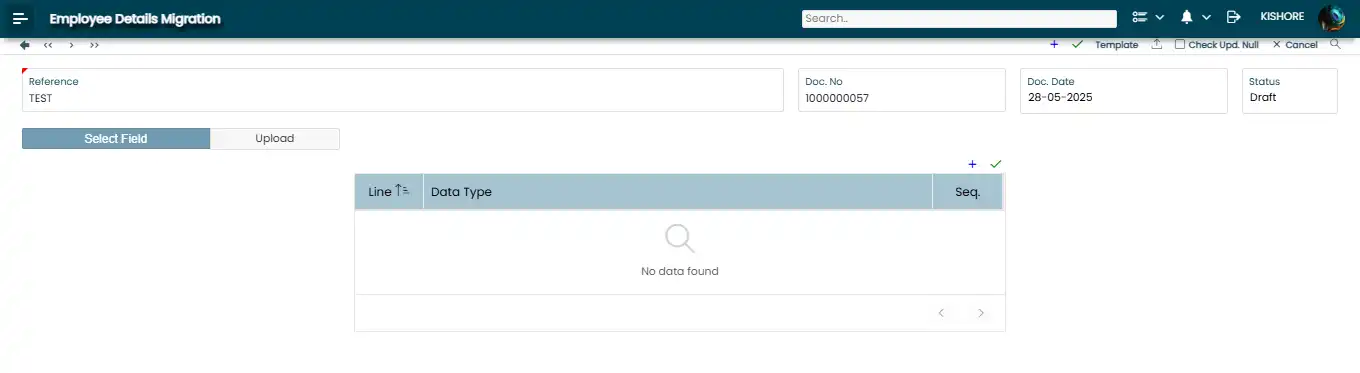 Employee Details Migration
Search..
KISHORE
Template
Check Upd. Null
Cancel
Reference
TEST
Doc. No
1000000057
Doc. Date
28-05-2025
Status
Draft
Select Field
Upload
Line
Data Type
Seq.
No data found